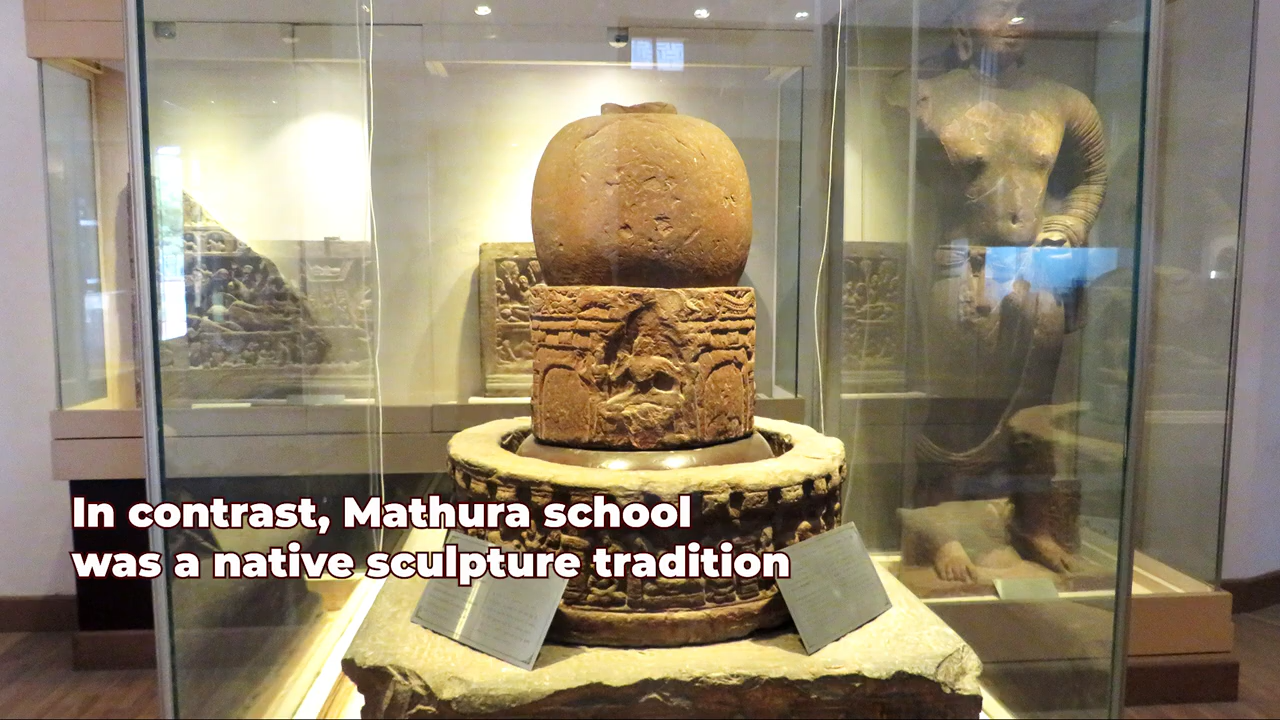 In contrast, Mathura school
was a native sculpture tradition